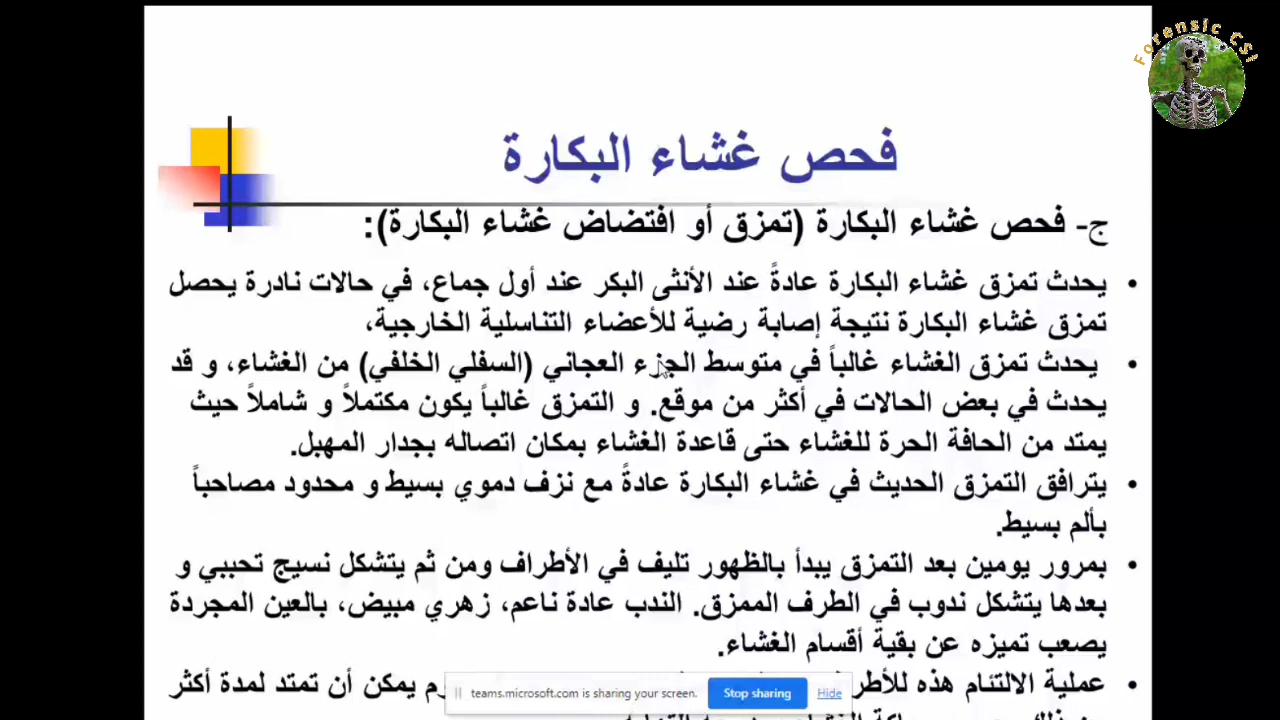 Forensic CSI
فحص غشاء البكارة
ج- فحص غشاء البكارة (تمزق أو افتضاض غشاء البكارة):
• يحدث تمزق غشاء البكارة عادةً عند الأنثى البكر عند أول جماع، في حالات نادرة يحصل
تمزق غشاء البكارة نتيجة إصابة رضية للأعضاء التناسلية الخارجية،
• يحدث تمزق الغشاء غالباً في متوسط الجزء العجاني (السفلي الخلفي) من الغشاء، و قد
يحدث في بعض الحالات في أكثر من موقع. و التمزق غالباً يكون مكتملاً و شاملاً حيث
يمتد من الحافة الحرة للغشاء حتى قاعدة الغشاء بمكان اتصاله بجدار المهبل.
• يترافق التمزق الحديث في غشاء البكارة عادةً مع نزف دموي بسيط و محدود مصاحباً
بألم بسيط.
• بمرور يومين بعد التمزق يبدأ بالظهور تليف في الأطراف ومن ثم يتشكل نسيج تحببي و
بعدها يتشكل ندوب في الطرف الممزق. الندب عادة ناعم، زهري مبيض، بالعين المجردة
يصعب تميزه عن بقية أقسام الغشاء.
• عملية الالتئام هذه يمكن أن تمتد لمدة أكثر
teams.microsoft.com is sharing your screen. Stop sharing Hide